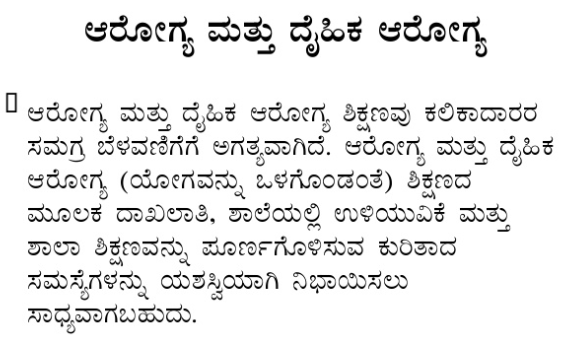 ಆರೋಗ್ಯ ಮತ್ತು ದೈಹಿಕ ಆರೋಗ್ಯ
ಆರೋಗ್ಯ ಮತ್ತು ದೈಹಿಕ ಆರೋಗ್ಯ ಶಿಕ್ಷಣವು ಕಲಿಕಾದಾರರ
ಸಮಗ್ರ ಬೆಳವಣಿಗೆಗೆ ಅಗತ್ಯವಾಗಿದೆ. ಆರೋಗ್ಯ ಮತ್ತು ದೈಹಿಕ
ಆರೋಗ್ಯ (ಯೋಗವನ್ನು ಒಳಗೊಂಡಂತೆ) ಶಿಕ್ಷಣದ
ಮೂಲಕ ದಾಖಲಾತಿ, ಶಾಲೆಯಲ್ಲಿ ಉಳಿಯುವಿಕೆ ಮತ್ತು
ಶಾಲಾ ಶಿಕ್ಷಣವನ್ನು ಪೂರ್ಣಗೊಳಿಸುವ ಕುರಿತಾದ
ಸಮಸ್ಯೆಗಳನ್ನು ಯಶಸ್ವಿಯಾಗಿ ನಿಭಾಯಿಸಲು
ಸಾಧ್ಯವಾಗಬಹುದು.